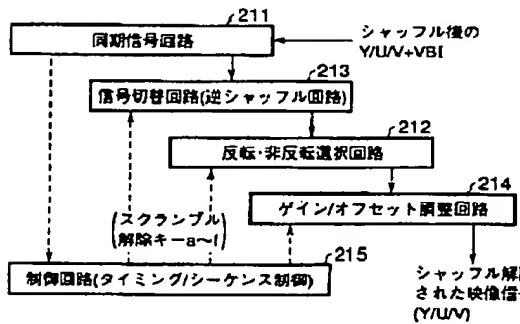 211
同期信号回路
シャッフル後の
Y/U/V+VBI
213
信号切替回路(逆シャッフル回路)
212
反転・非反転選択回路
214
ゲイン/オフセット調整回路
(スクランブル
解除キーa~f)
215
制御回路(タイミング/シーケンス制御)
シャッフル解除
された映像信
(Y/U/V)